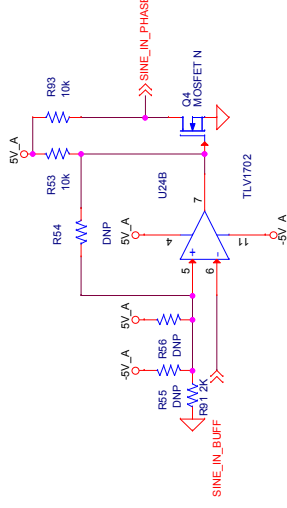 SINE_IN_PHASE
R93
10k
Q4
MOSFET N
5V_A
R53
10k
R54
DNP
5V_A
U24B
TLV1702
4
7
11
5
6
+
-
-5V_A
5V_A
-5V_A
R56
DNP
R55
DNP
R91 2K
SINE_IN_BUFF